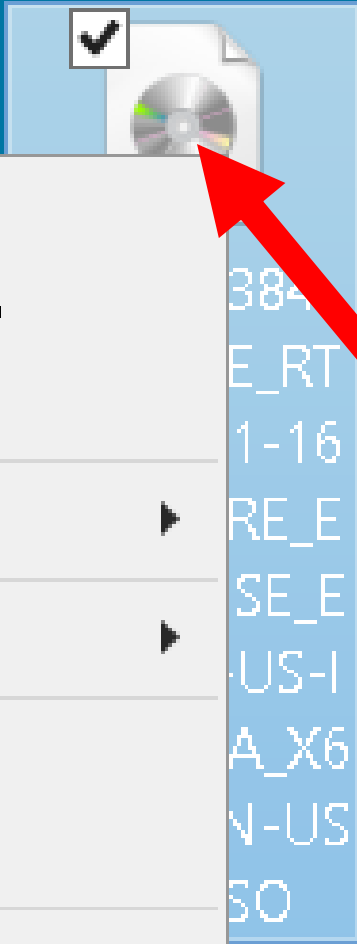 384
E_RT
1-16
RE_E
SE_E
-US-I
A_X6
N-US
SO